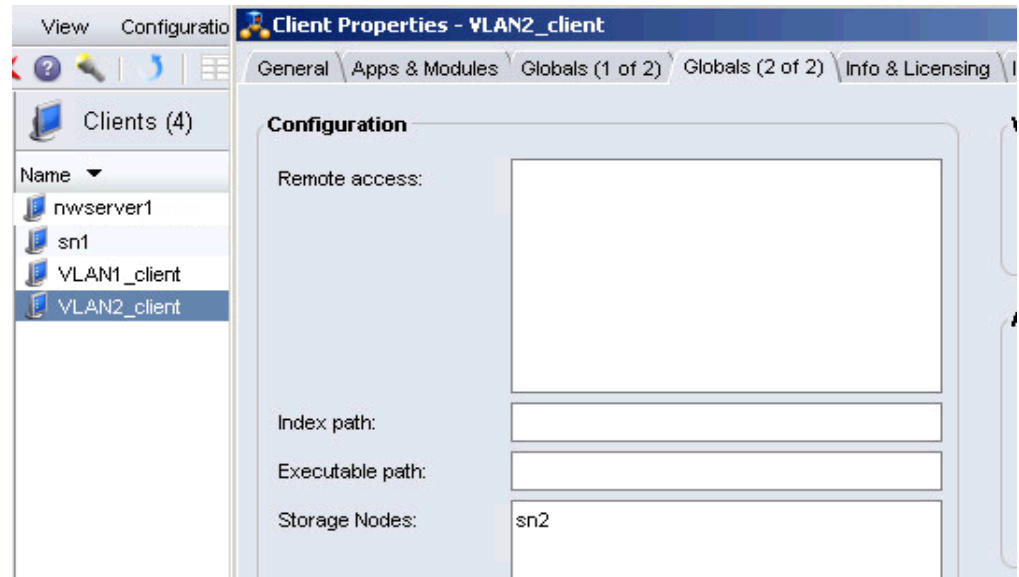 View Configuratio
Client Properties - VLAN2_client
General Apps & Modules Globals (1 of 2) Globals (2 of 2) Info & Licensing
Clients (4)
Configuration
Name
Remote access:
nwserver1
sn1
VLAN1_client
VLAN2_client
Index path:
Executable path:
Storage Nodes: sn2